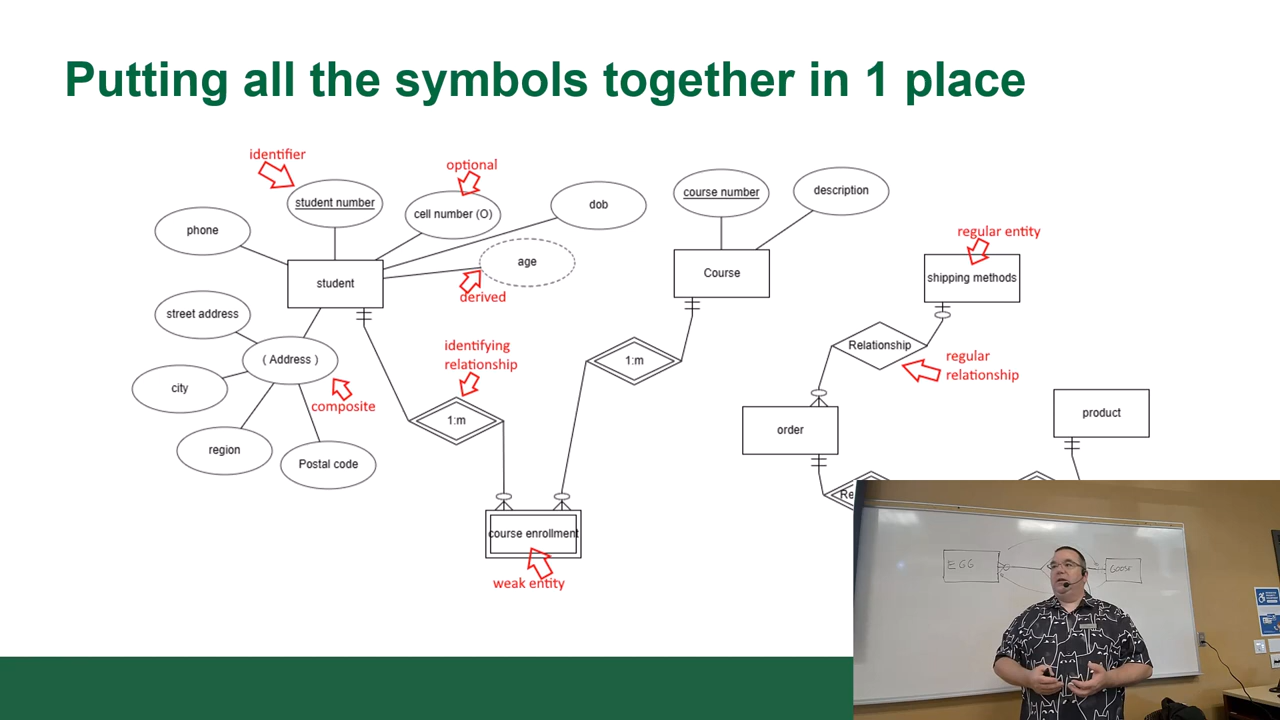 Putting all the symbols together in 1 place
identifier
optional
student number
cell number (O)
dob
course number
description
phone
age
regular entity
student
derived
Course
shipping methods
street address
identifying
relationship
( Address )
1:m
Relationship
regular
relationship
city
composite
product
1:m
order
region
Postal code
Re
course enrollment
weak entity
EGG
GOOSE